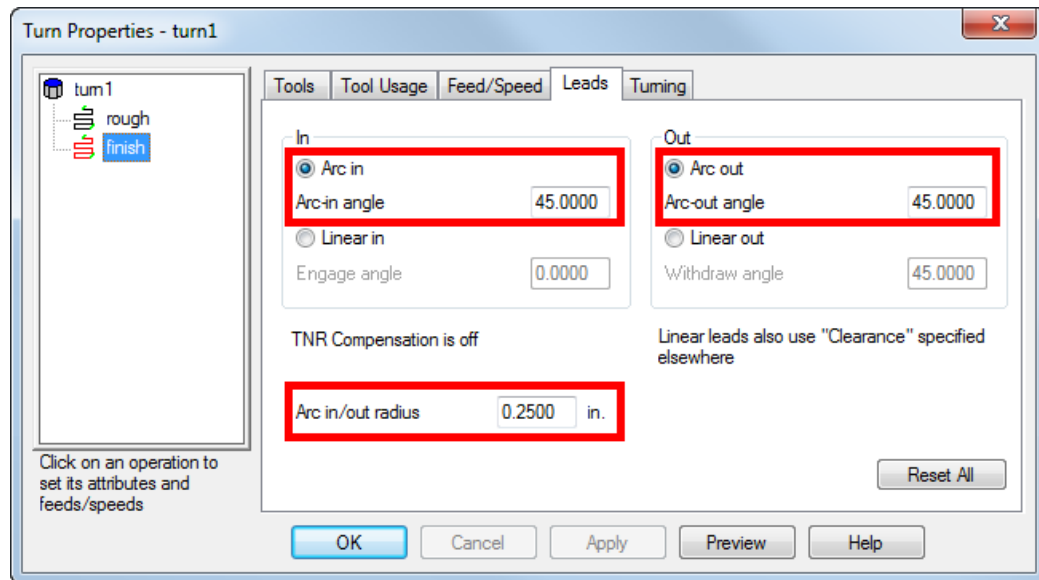 Turn Properties - turn1
turn1
rough
finish
Click on an operation to
set its attributes and
feeds/speeds
Tools Tool Usage Feed/Speed Leads Turning
In
Arc in
Arc-in angle 45.0000
Linear in
Engage angle 0.0000
Out
Arc out
Arc-out angle 45.0000
Linear out
Withdraw angle 45.0000
TNR Compensation is off
Linear leads also use "Clearance" specified
elsewhere
Arc in/out radius 0.2500 in.
Reset All
OK Cancel Apply Preview Help